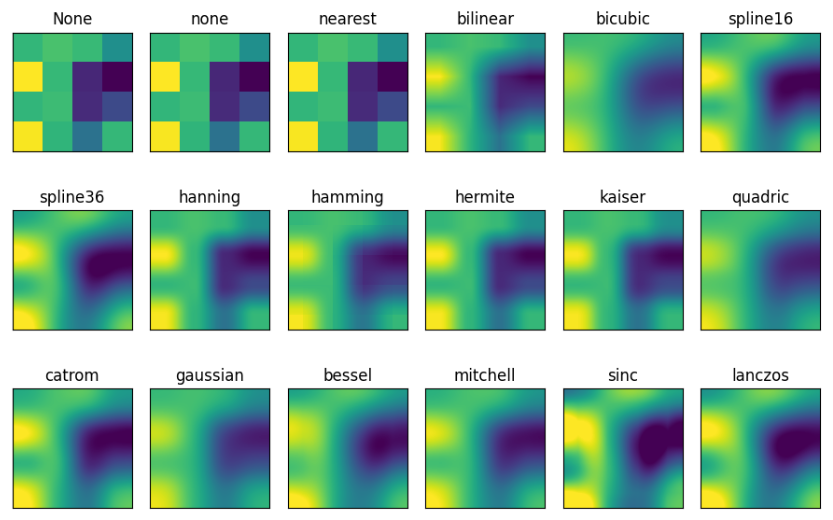 None none nearest bilinear bicubic spline16
spline36 hanning hamming hermite kaiser quadric
catrom gaussian bessel mitchell sinc lanczos